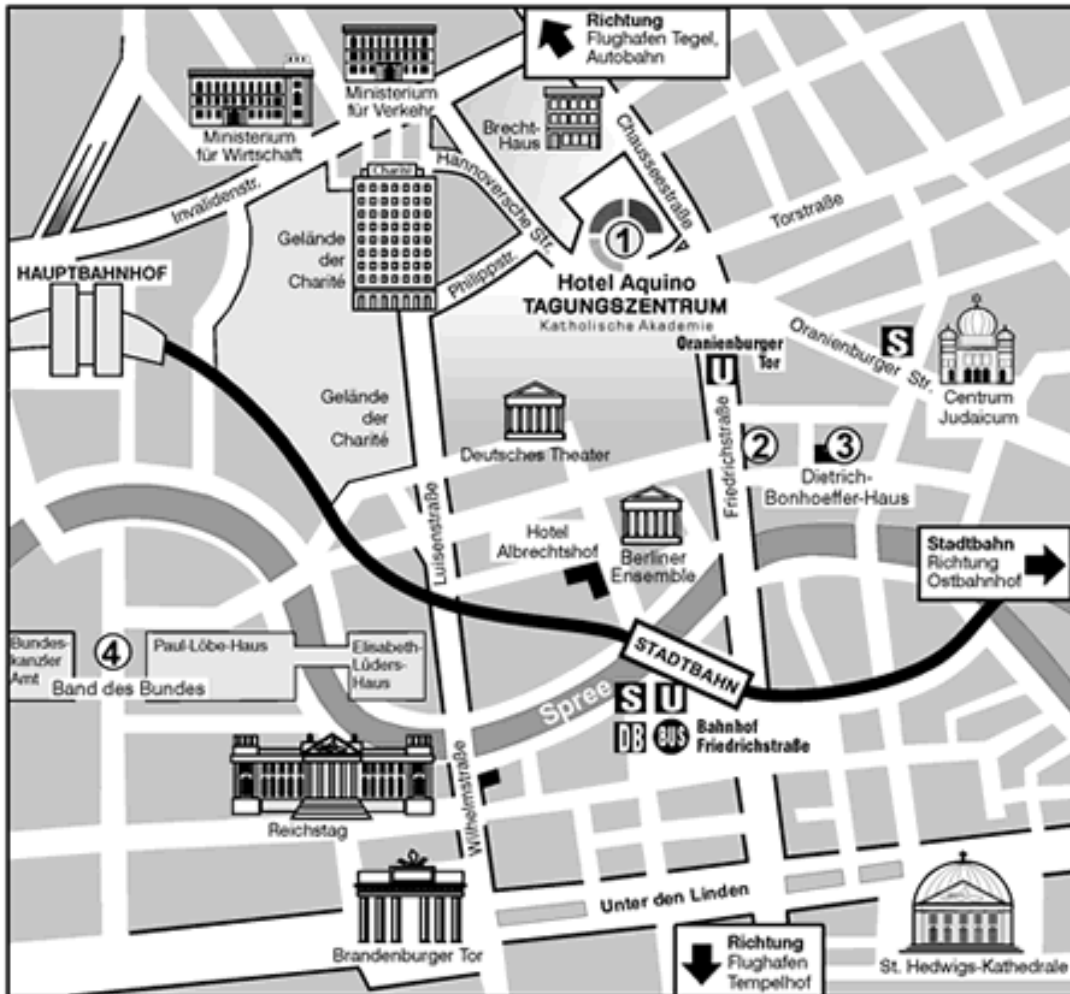 Richtung
Flughafen Tegel,
Autobahn
Ministerium
für Verkehr
Ministerium
für Wirtschaft
Brecht-
Haus
Chausseestraße
Hannoversche Str.
Invalidenstr.
Charité
Torstraße
Gelände
der
Charité
Philippstr.
1
Hotel Aquino
TAGUNGSZENTRUM
Katholische Akademie
HAUPTBAHNHOF
Oranienburger
Tor
U
Oranienburger Str.
S
Centrum
Judaicum
Gelände
der
Charité
Deutsches Theater
Friedrichstraße
2
3
Dietrich-
Bonhoeffer-Haus
Luisenstraße
Hotel
Albrechtshof
Berliner
Ensemble
Stadtbahn
Richtung
Ostbahnhof
Bundes-
kanzler
Amt
4
Paul-Löbe-Haus
Elisabeth-
Lüders-
Haus
Band des Bundes
STADTBAHN
Spree
S U
DB BUS
Bahnhof
Friedrichstraße
Reichstag
Wilhelmstraße
Unter den Linden
Brandenburger Tor
Richtung
Flughafen
Tempelhof
St. Hedwigs-Kathedrale